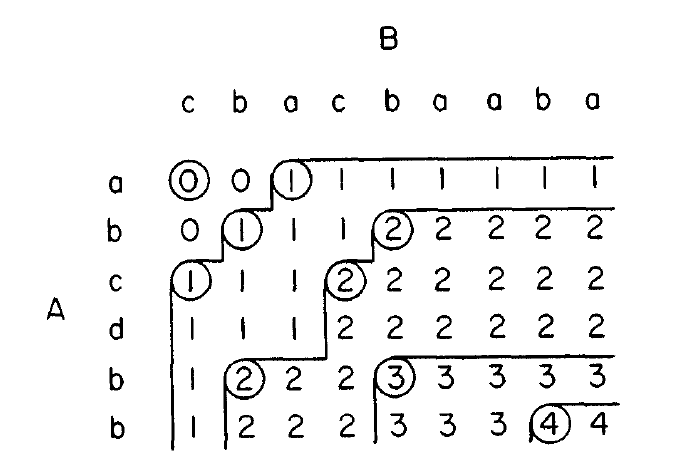 B
c b a c b a a b a
a 0 0 1 1 1 1 1 1 1
b 0 1 1 1 2 2 2 2 2
c 1 1 1 2 2 2 2 2 2
A
d 1 1 1 2 2 2 2 2 2
b 1 2 2 2 3 3 3 3 3
b 1 2 2 2 3 3 3 4 4